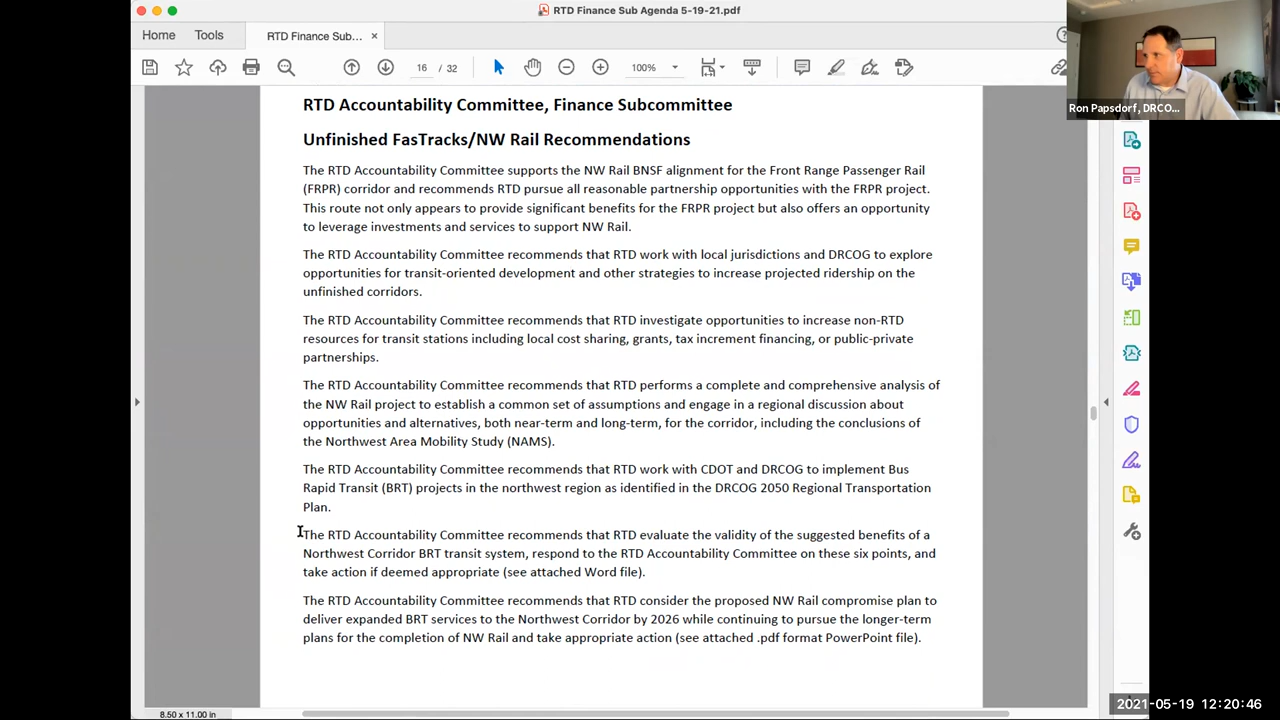 RTD Finance Sub Agenda 5-19-21.pdf
Home
Tools
RTD Finance Sub...
16
32
100%
Ron Papsdorf, DRCO...
RTD Accountability Committee, Finance Subcommittee
Unfinished FasTracks/NW Rail Recommendations
The RTD Accountability Committee supports the NW Rail BNSF alignment for the Front Range Passenger Rail
(FRPR) corridor and recommends RTD pursue all reasonable partnership opportunities with the FRPR project.
This route not only appears to provide significant benefits for the FRPR project but also offers an opportunity
to leverage investments and services to support NW Rail.
The RTD Accountability Committee recommends that RTD work with local jurisdictions and DRCOG to explore
opportunities for transit-oriented development and other strategies to increase projected ridership on the
unfinished corridors.
The RTD Accountability Committee recommends that RTD investigate opportunities to increase non-RTD
resources for transit stations including local cost sharing, grants, tax increment financing, or public-private
partnerships.
The RTD Accountability Committee recommends that RTD performs a complete and comprehensive analysis of
the NW Rail project to establish a common set of assumptions and engage in a regional discussion about
opportunities and alternatives, both near-term and long-term, for the corridor, including the conclusions of
the Northwest Area Mobility Study (NAMS).
The RTD Accountability Committee recommends that RTD work with CDOT and DRCOG to implement Bus
Rapid Transit (BRT) projects in the northwest region as identified in the DRCOG 2050 Regional Transportation
Plan.
The RTD Accountability Committee recommends that RTD evaluate the validity of the suggested benefits of a
Northwest Corridor BRT transit system, respond to the RTD Accountability Committee on these six points, and
take action if deemed appropriate (see attached Word file).
The RTD Accountability Committee recommends that RTD consider the proposed NW Rail compromise plan to
deliver expanded BRT services to the Northwest Corridor by 2026 while continuing to pursue the longer-term
plans for the completion of NW Rail and take appropriate action (see attached .pdf format PowerPoint file).
8.50 x 11.00 in
2021-05-19 12:20:46